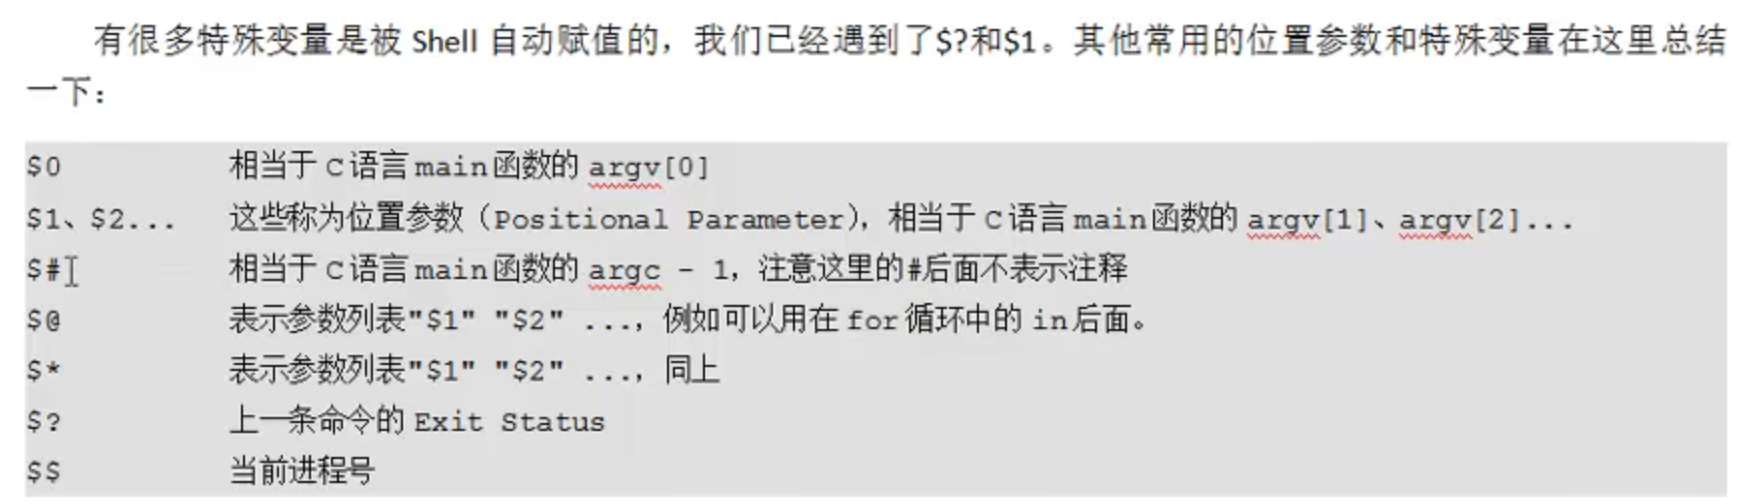 有很多特殊变量是被 Shell 自动赋值的，我们已经遇到了$?和$1。其他常用的位置参数和特殊变量在这里总结
一下：
$0 相当于 C 语言 main 函数的 argv[0]
$1、$2... 这些称为位置参数（Positional Parameter），相当于 C 语言 main 函数的 argv[1]、argv[2]...
$# 相当于 C 语言 main 函数的 argc - 1，注意这里的#后面不表示注释
$@ 表示参数列表"$1" "$2" ...，例如可以用在 for 循环中的 in 后面。
$* 表示参数列表"$1" "$2" ...，同上
$? 上一条命令的 Exit Status
$$ 当前进程号